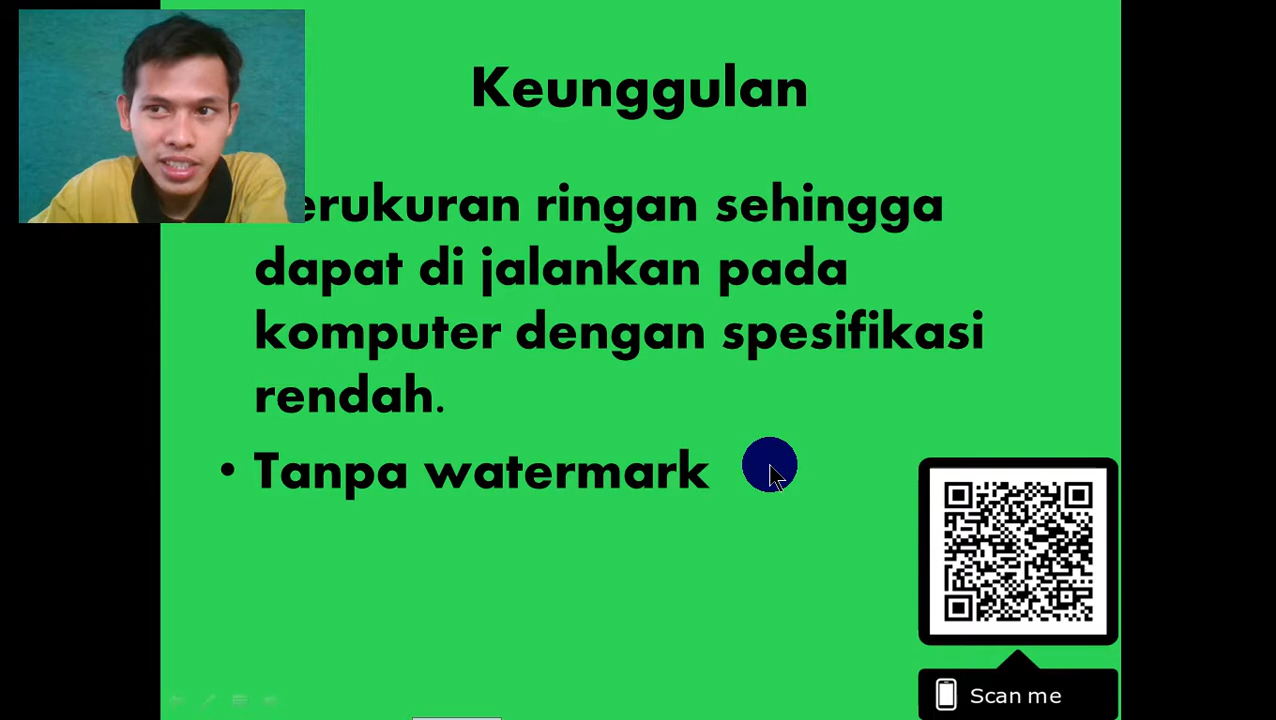 Keunggulan
erukuran ringan sehingga
dapat di jalankan pada
komputer dengan spesifikasi
rendah.
• Tanpa watermark
Scan me